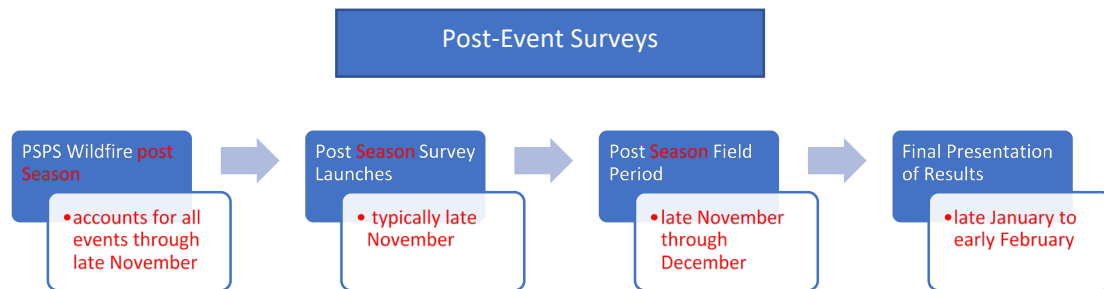 Post-Event Surveys
PSPS Wildfire post
Season
•accounts for all
events through
late November
Post Season Survey
Launches
• typically late
November
Post Season Field
Period
•late November
through
December
Final Presentation
of Results
•late January to
early February